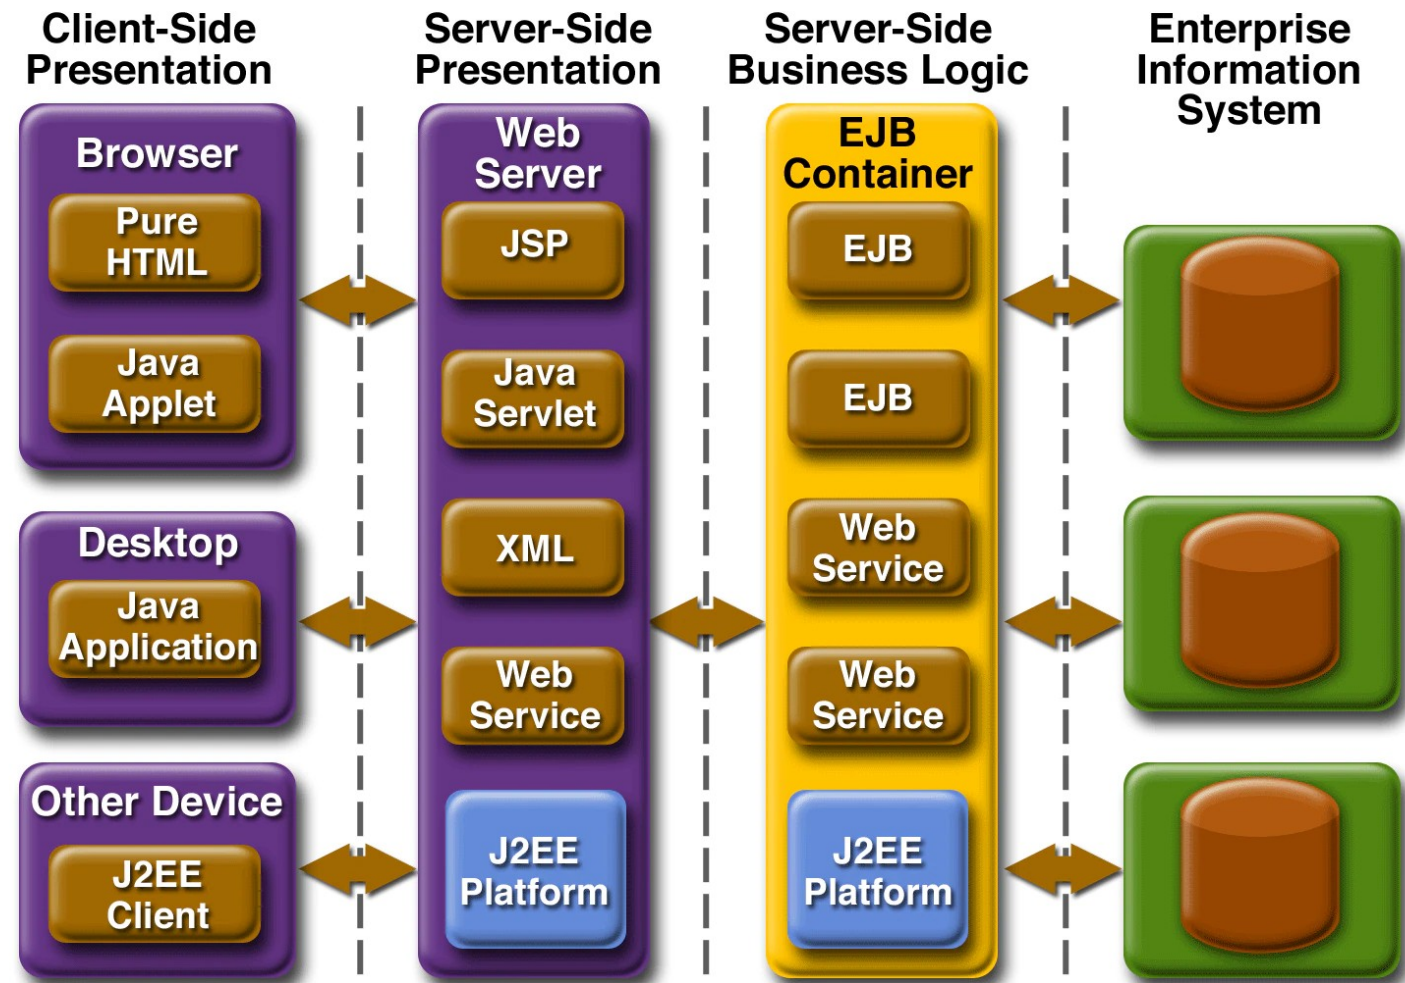 Client-Side
Presentation
Server-Side
Presentation
Server-Side
Business Logic
Enterprise
Information
System
Browser
Pure
HTML
Java
Applet
Desktop
Java
Application
Other Device
J2EE
Client
Web
Server
JSP
Java
Servlet
XML
Web
Service
J2EE
Platform
EJB
Container
EJB
EJB
Web
Service
Web
Service
J2EE
Platform